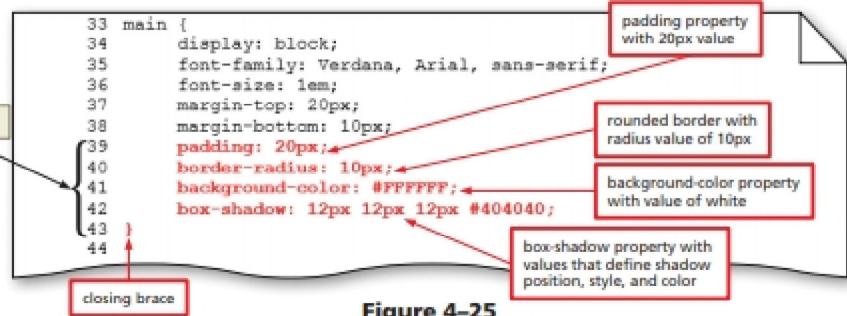 33 main {
34 display: block;
35 font-family: Verdana, Arial, sans-serif;
36 font-size: 1em;
37 margin-top: 20px;
38 margin-bottom: 10px;
39 padding: 20px;
40 border-radius: 10px;
41 background-color: #FFFFFF;
42 box-shadow: 12px 12px 12px #404040;
43 }
44
padding property
with 20px value
rounded border with
radius value of 10px
background-color property
with value of white
box-shadow property with
values that define shadow
position, style, and color
closing brace
Figure 4–25